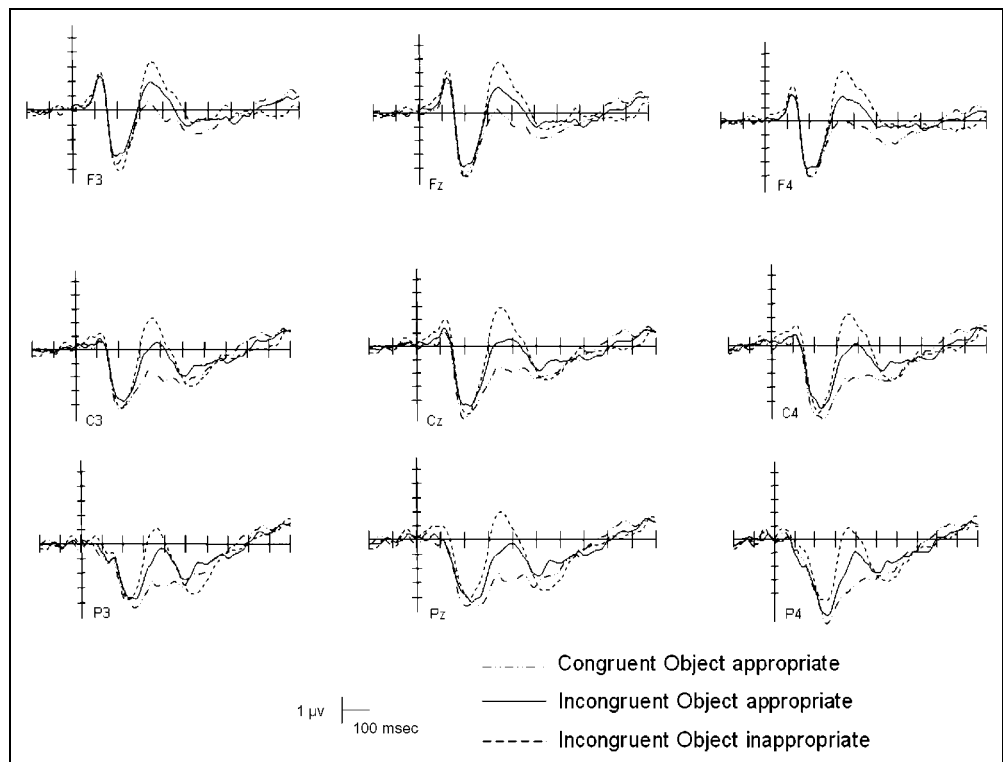 F3 Fz F4
C3 Cz C4
P3 Pz P4
Congruent Object appropriate
1 μv
100 msec
Incongruent Object appropriate
Incongruent Object inappropriate